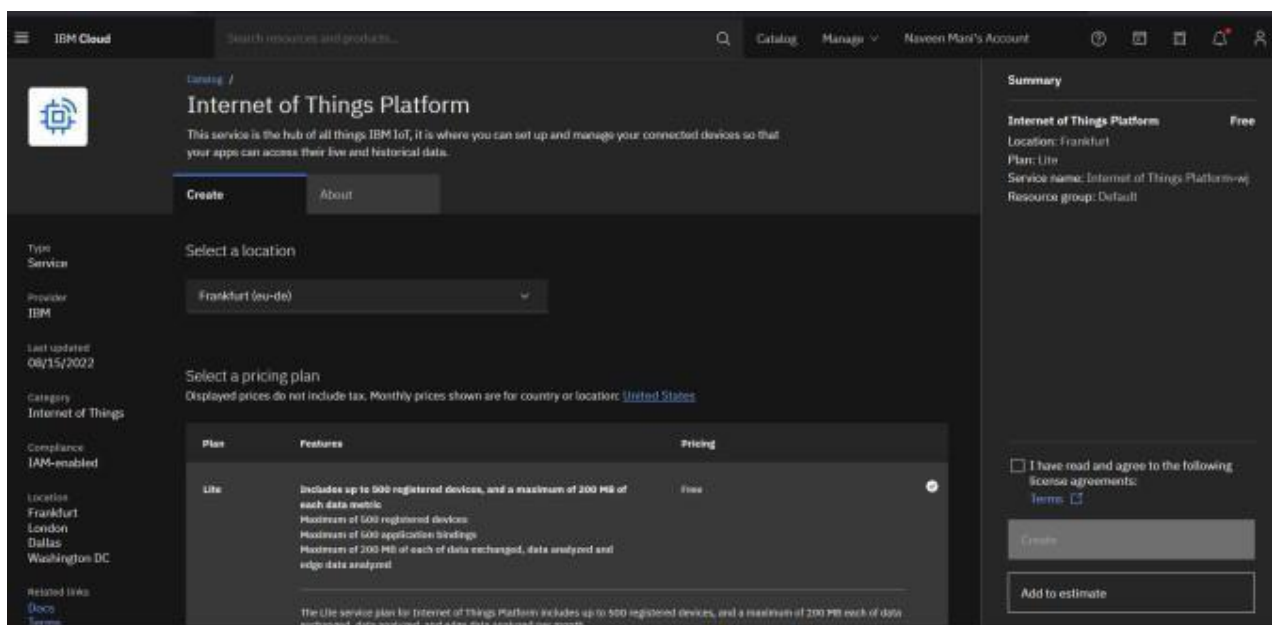 IBM Cloud
Search resources and products...
Catalog
Manage
Naveen Mani's Account
Catalog /
Internet of Things Platform
This service is the hub of all things IBM IoT, it is where you can set up and manage your connected devices so that
your apps can access their live and historical data.
Create
About
Type
Service
Provider
IBM
Last updated
08/15/2022
Category
Internet of Things
Compliance
IAM-enabled
Location
Frankfurt
London
Dallas
Washington DC
Related links
Docs
Terms
Select a location
Frankfurt (eu-de)
Select a pricing plan
Displayed prices do not include tax. Monthly prices shown are for country or location: United States
Plan
Features
Pricing
Lite
Includes up to 500 registered devices, and a maximum of 200 MB of
each data metric
Maximum of 500 registered devices
Maximum of 500 application bindings
Maximum of 200 MB of each of data exchanged, data analyzed and
edge data analyzed
Free
The Lite service plan for Internet of Things Platform includes up to 500 registered devices, and a maximum of 200 MB each of data
exchanged, data analyzed, and edge data analyzed per month
Summary
Internet of Things Platform
Free
Location: Frankfurt
Plan: Lite
Service name: Internet of Things Platform-wj
Resource group: Default
I have read and agree to the following
license agreements:
Terms
Create
Add to estimate